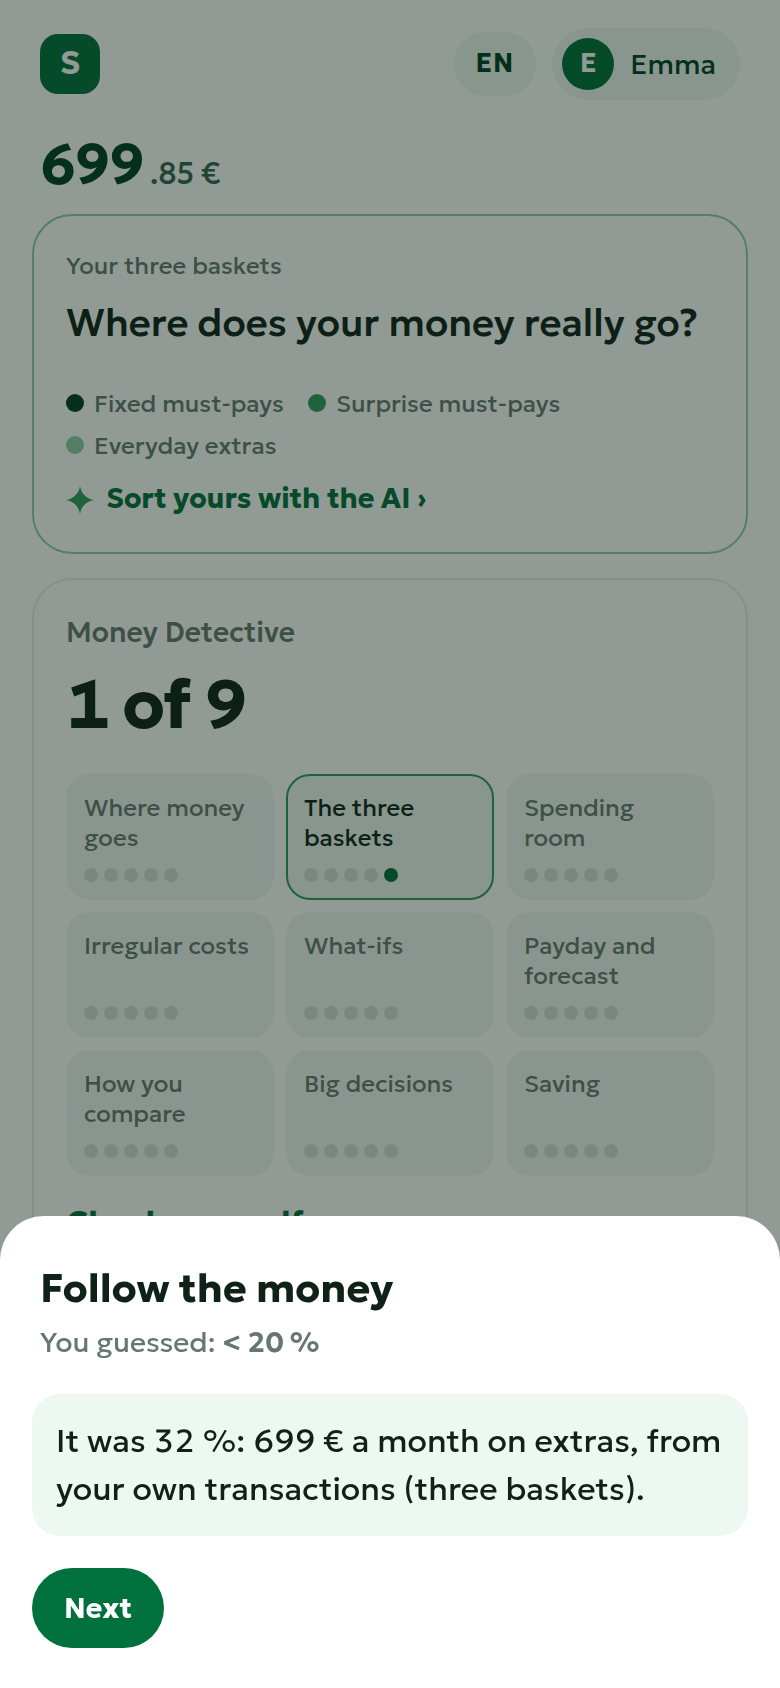 S
EN
E
Emma
699.85 €
Your three baskets
Where does your money really go?
Fixed must-pays
Surprise must-pays
Everyday extras
Sort yours with the AI ›
Money Detective
1 of 9
Where money
goes
The three
baskets
Spending
room
Irregular costs
What-ifs
Payday and
forecast
How you
compare
Big decisions
Saving
Follow the money
You guessed: < 20 %
It was 32 %: 699 € a month on extras, from
your own transactions (three baskets).
Next